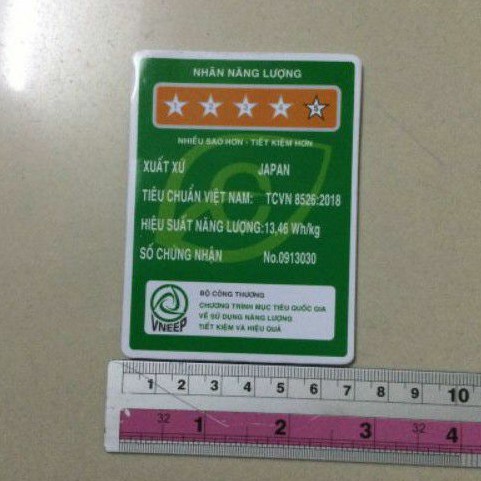 NHÃN NĂNG LƯỢNG
1 2 3 4 5
NHIỀU SAO HƠN - TIẾT KIỆM HƠN
XUẤT XỨ JAPAN
TIÊU CHUẨN VIỆT NAM: TCVN 8526:2018
HIỆU SUẤT NĂNG LƯỢNG:13,46 Wh/kg
SỐ CHỨNG NHẬN No.0913030
BỘ CÔNG THƯƠNG
CHƯƠNG TRÌNH MỤC TIÊU QUỐC GIA
VỀ SỬ DỤNG NĂNG LƯỢNG
TIẾT KIỆM VÀ HIỆU QUẢ
VNEEP
1 2 3 4 5 6 7 8 9 10
32 1 2 3 32 4